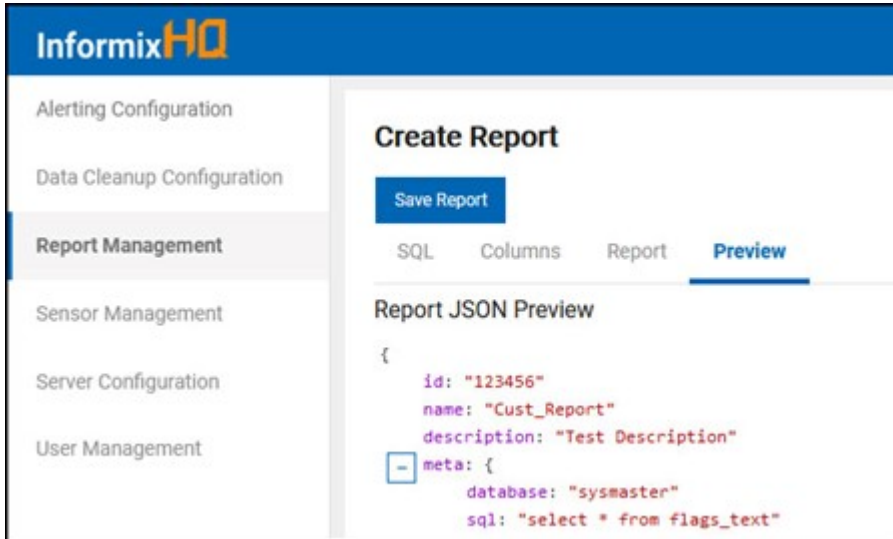 InformixHQ
Alerting Configuration
Data Cleanup Configuration
Report Management
Sensor Management
Server Configuration
User Management
Create Report
Save Report
SQL Columns Report Preview
Report JSON Preview
{
id: "123456"
name: "Cust_Report"
description: "Test Description"
- meta: {
database: "sysmaster"
sql: "select * from flags_text"